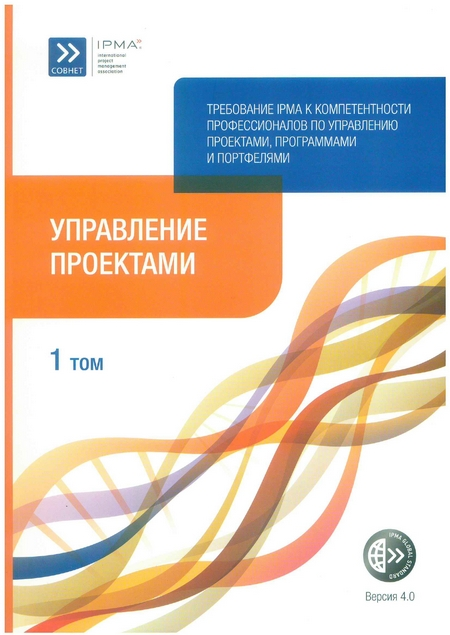 СОВНЕТ
IPMA
international
project
management
association
ТРЕБОВАНИЕ IPMA К КОМПЕТЕНТНОСТИ
ПРОФЕССИОНАЛОВ ПО УПРАВЛЕНИЮ
ПРОЕКТАМИ, ПРОГРАММАМИ
И ПОРТФЕЛЯМИ
УПРАВЛЕНИЕ
ПРОЕКТАМИ
1 том
IPMA GLOBAL
STANDARD
Версия 4.0